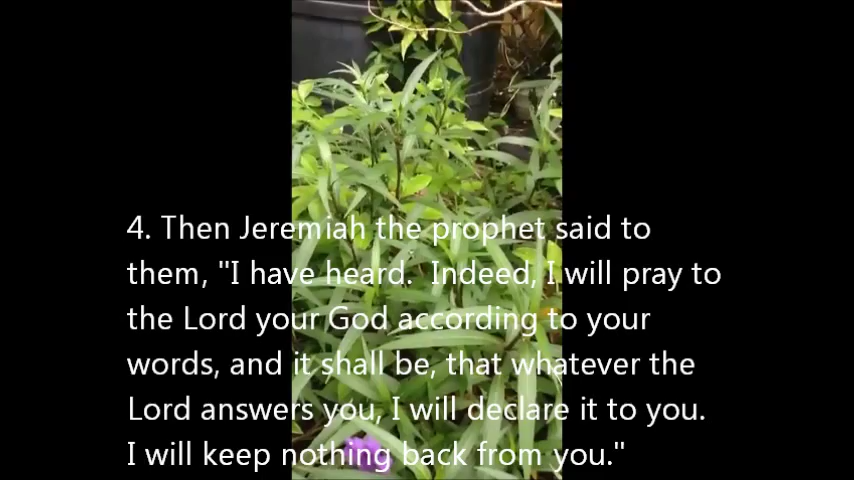 4. Then Jeremiah the prophet said to
them, "I have heard.  Indeed, I will pray to
the Lord your God according to your
words, and it shall be, that whatever the
Lord answers you, I will declare it to you.
I will keep nothing back from you."